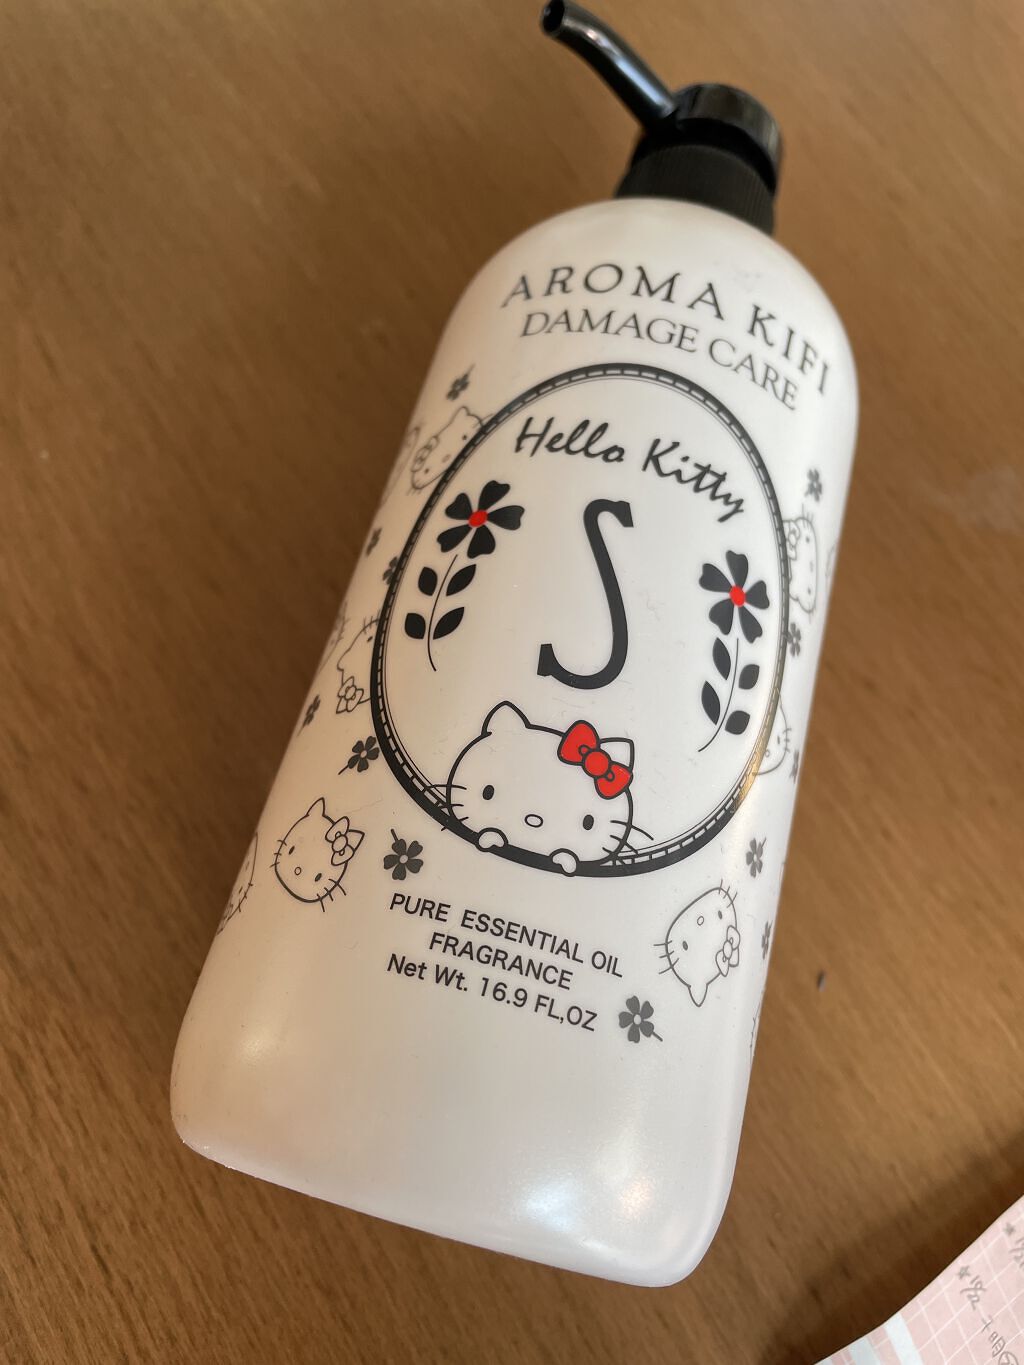 AROMA KIFI
DAMAGE CARE
Hello Kitty
S
PURE ESSENTIAL OIL
FRAGRANCE
Net Wt. 16.9 FL,OZ